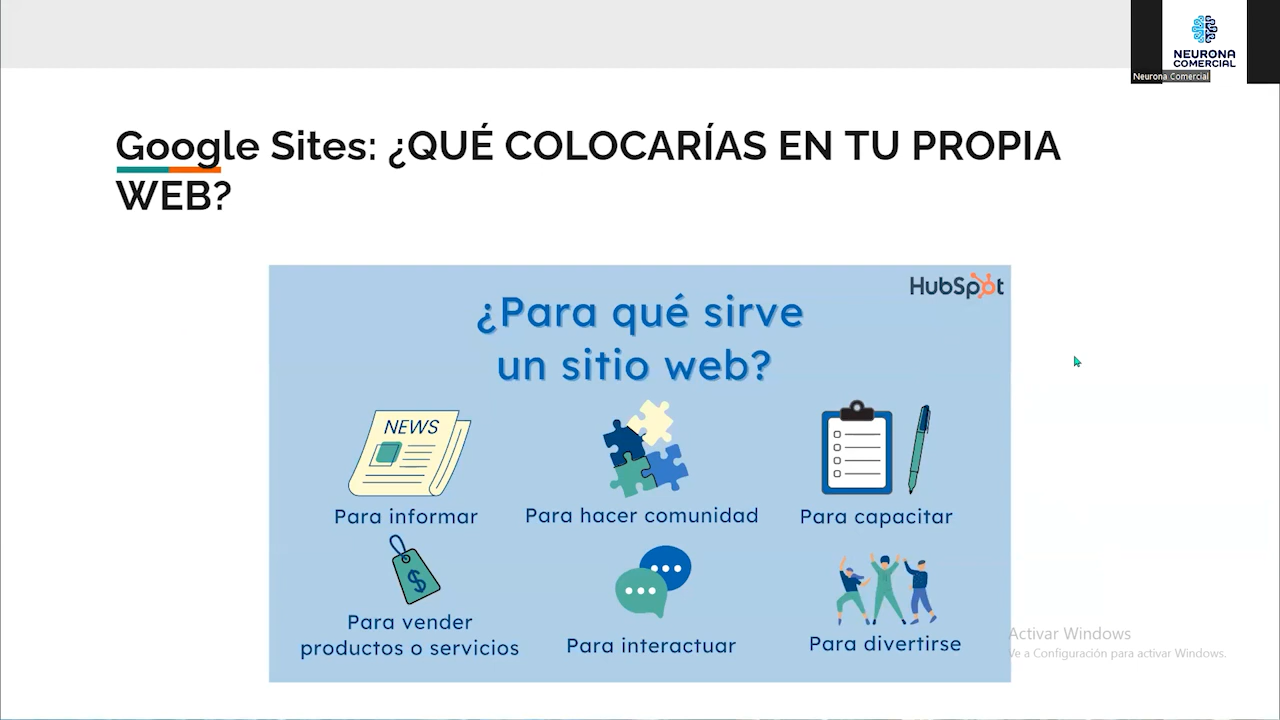 NEURONA
COMERCIAL
Neurona Comercial
Google Sites: ¿QUÉ COLOCARÍAS EN TU PROPIA
WEB?
HubSpot
¿Para qué sirve
un sitio web?
NEWS
Para informar
Para hacer comunidad
Para capacitar
$
Para vender
productos o servicios
Para interactuar
Para divertirse
Activar Windows
Ve a Configuración para activar Windows.